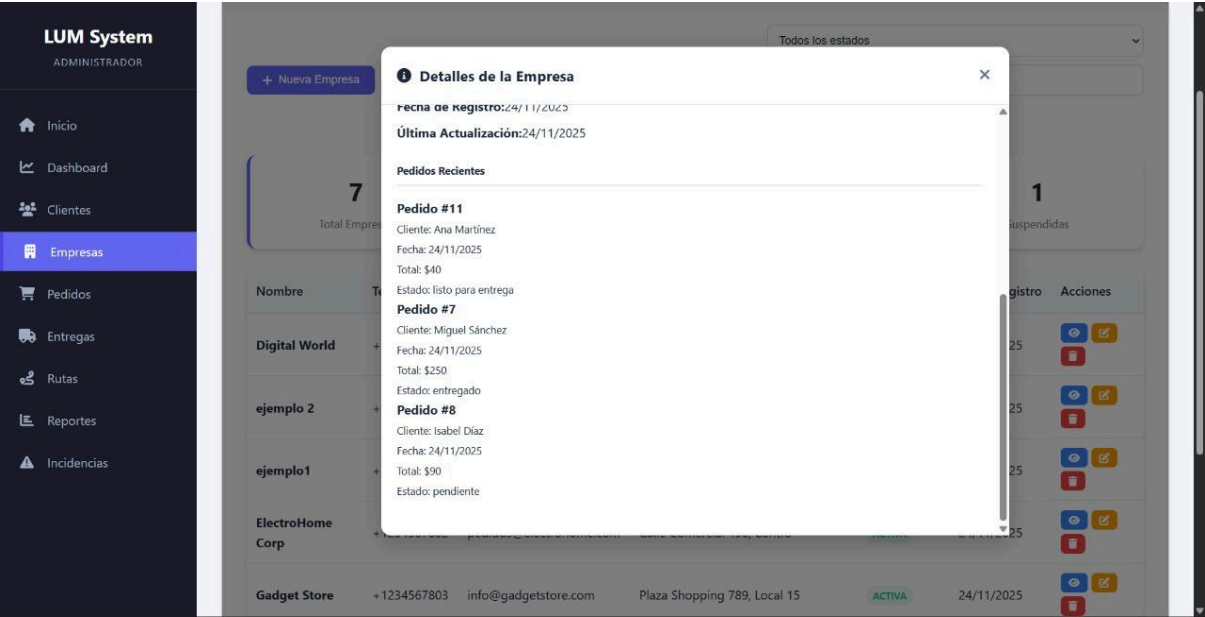 LUM System
ADMINISTRADOR
Inicio
Dashboard
Clientes
Empresas
Pedidos
Entregas
Rutas
Reportes
Incidencias
Todos los estados
+ Nueva Empresa
Detalles de la Empresa
Fecha de Registro:24/11/2025
Última Actualización:24/11/2025
Pedidos Recientes
Pedido #11
Cliente: Ana Martínez
Fecha: 24/11/2025
Total: $40
Estado: listo para entrega
Pedido #7
Cliente: Miguel Sánchez
Fecha: 24/11/2025
Total: $250
Estado: entregado
Pedido #8
Cliente: Isabel Díaz
Fecha: 24/11/2025
Total: $90
Estado: pendiente
7
Total Empres
1
uspendidas
Nombre Te gistro Acciones
Digital World + 25
ejemplo 2 + 25
ejemplo1 + 25
ElectroHome
Corp
Gadget Store +1234567803 info@gadgetstore.com Plaza Shopping 789, Local 15 ACTIVA 24/11/2025